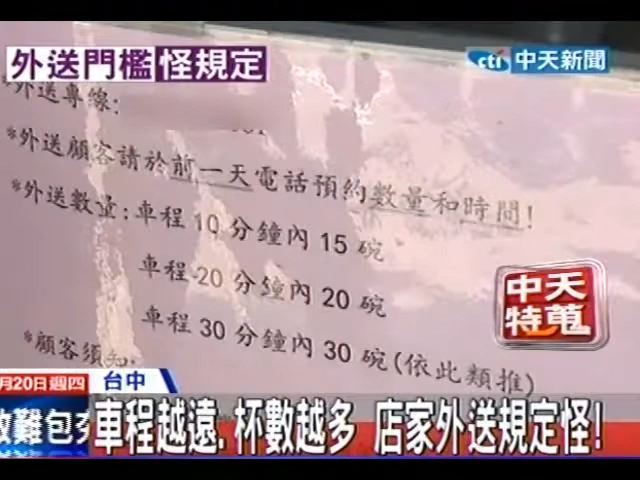 外送門檻怪規定
cti 中天新聞
*外送專線:
*外送顧客請於前一天電話預約數量和時間!
*外送數量:車程10分鐘內15碗
車程20分鐘內20碗
車程30分鐘內30碗(依此類推)
*顧客須知:
中天特蒐
月20日週四
台中
車程越遠.杯數越多 店家外送規定怪!
難包